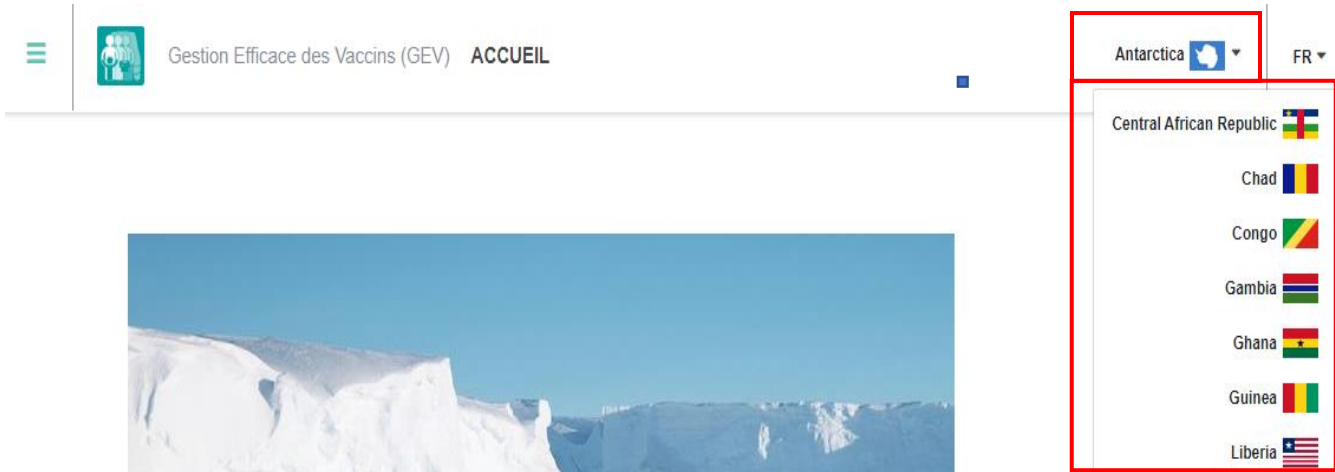 Gestion Efficace des Vaccins (GEV) ACCUEIL
Antarctica
FR
Central African Republic
Chad
Congo
Gambia
Ghana
Guinea
Liberia